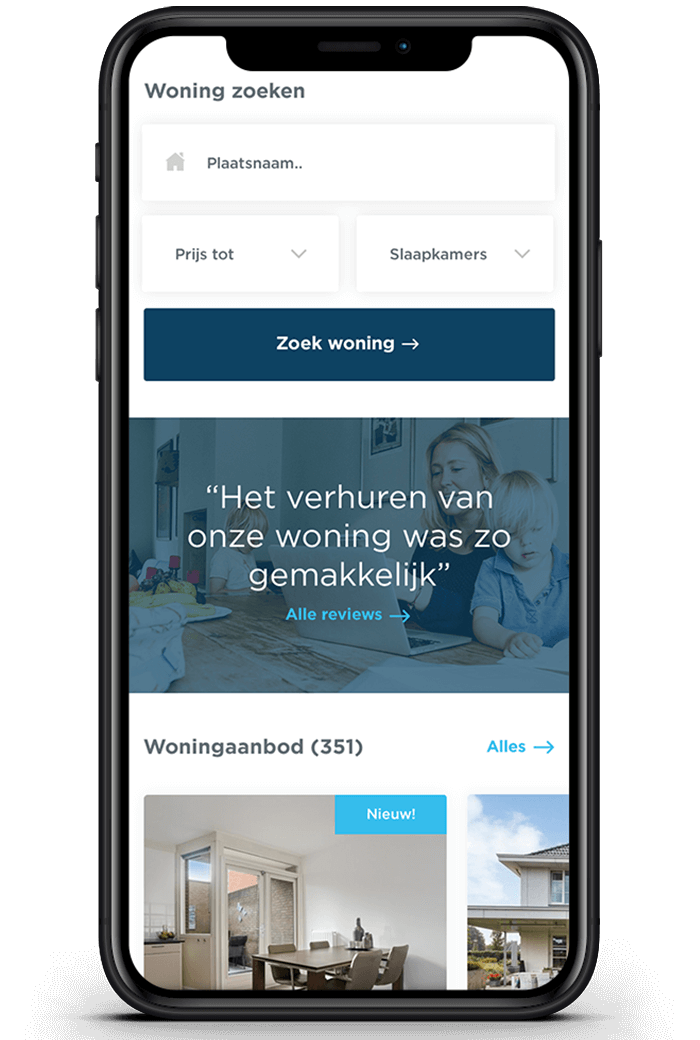 Woning zoeken
Plaatsnaam..
Prijs tot
Slaapkamers
Zoek woning →
“Het verhuren van
onze woning was zo
gemakkelijk”
Alle reviews →
Woningaanbod (351)
Alles →
Nieuw!